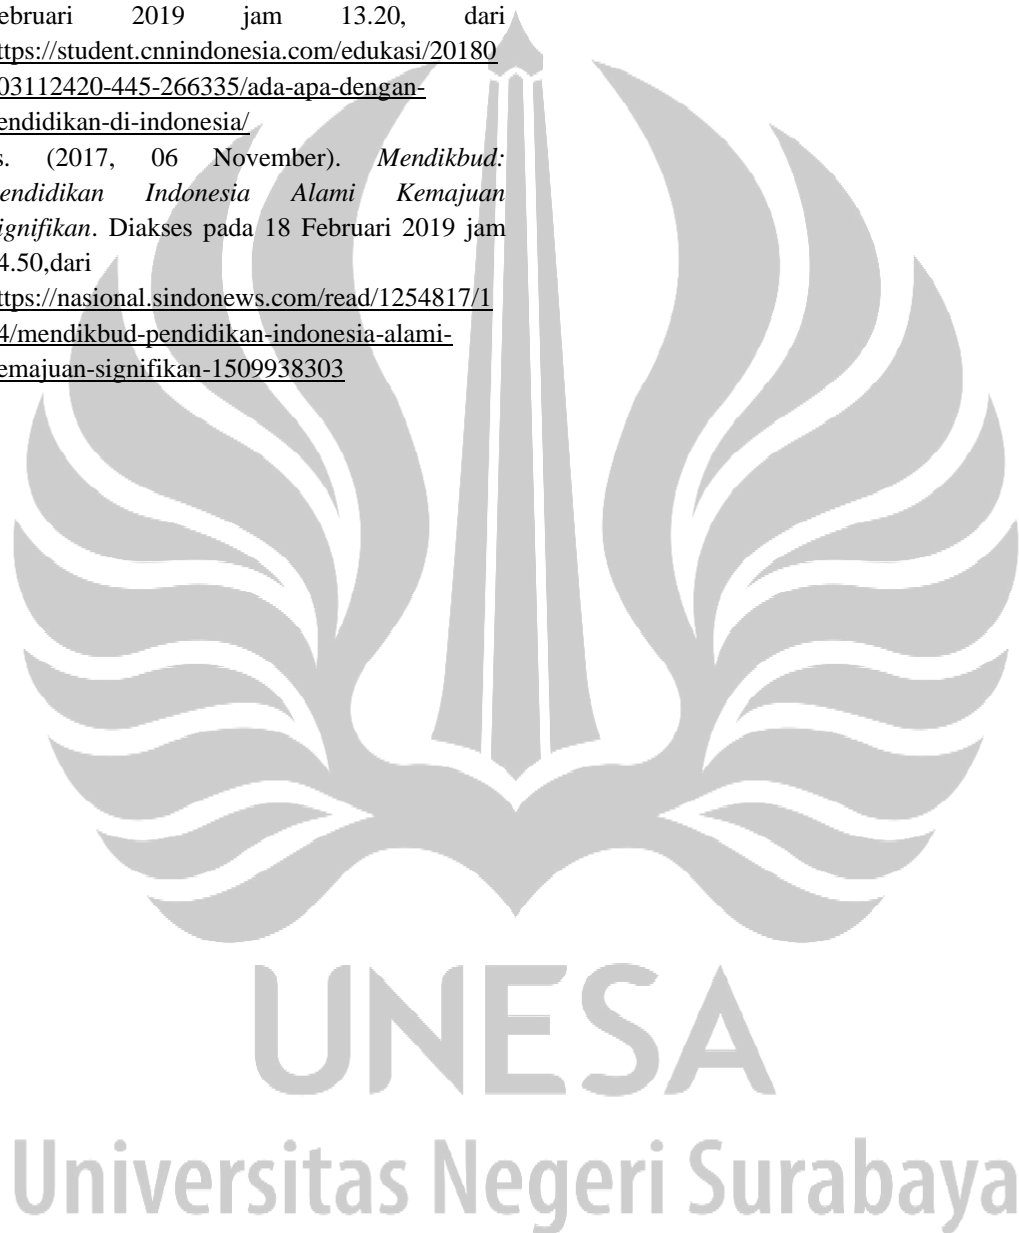 ebruari 2019 jam 13.20, dari
ttps://student.cnnindonesia.com/edukasi/20180
03112420-445-266335/ada-apa-dengan-
endidikan-di-indonesia/
s. (2017, 06 November). Mendikbud:
endidikan Indonesia Alami Kemajuan
ignifikan. Diakses pada 18 Februari 2019 jam
4.50,dari
ttps://nasional.sindonews.com/read/1254817/1
4/mendikbud-pendidikan-indonesia-alami-
emajuan-signifikan-1509938303
UNESA
Universitas Negeri Surabaya